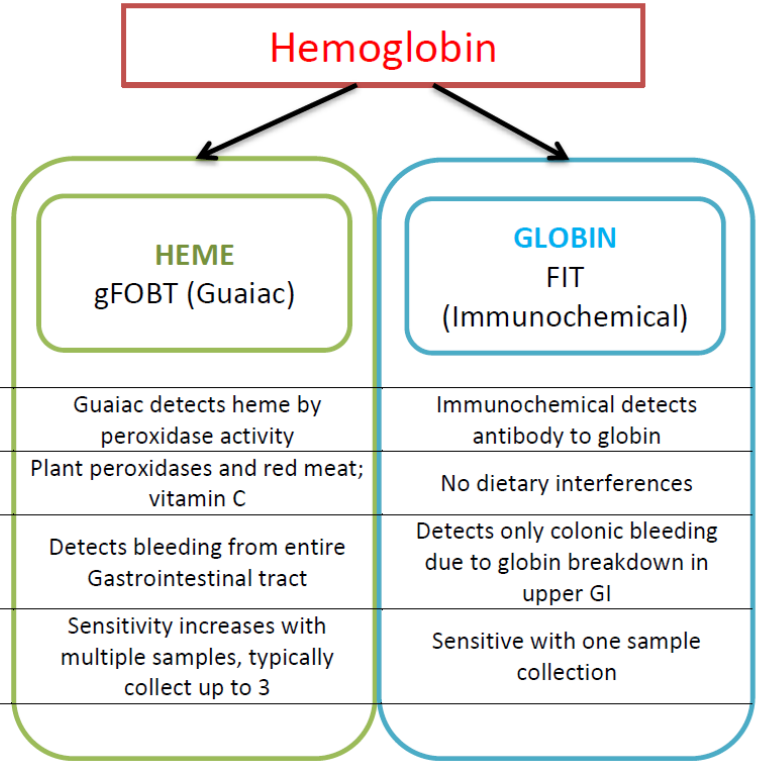 Hemoglobin
HEME
gFOBT (Guaiac)
GLOBIN
FIT
(Immunochemical)
Guaiac detects heme by
peroxidase activity
Immunochemical detects
antibody to globin
Plant peroxidases and red meat;
vitamin C
No dietary interferences
Detects bleeding from entire
Gastrointestinal tract
Detects only colonic bleeding
due to globin breakdown in
upper GI
Sensitivity increases with
multiple samples, typically
collect up to 3
Sensitive with one sample
collection